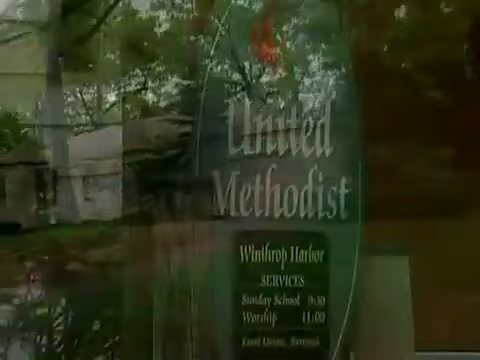 United
Methodist
Winthrop Harbor
SERVICES
Sunday School 9:30
Worship 11:00